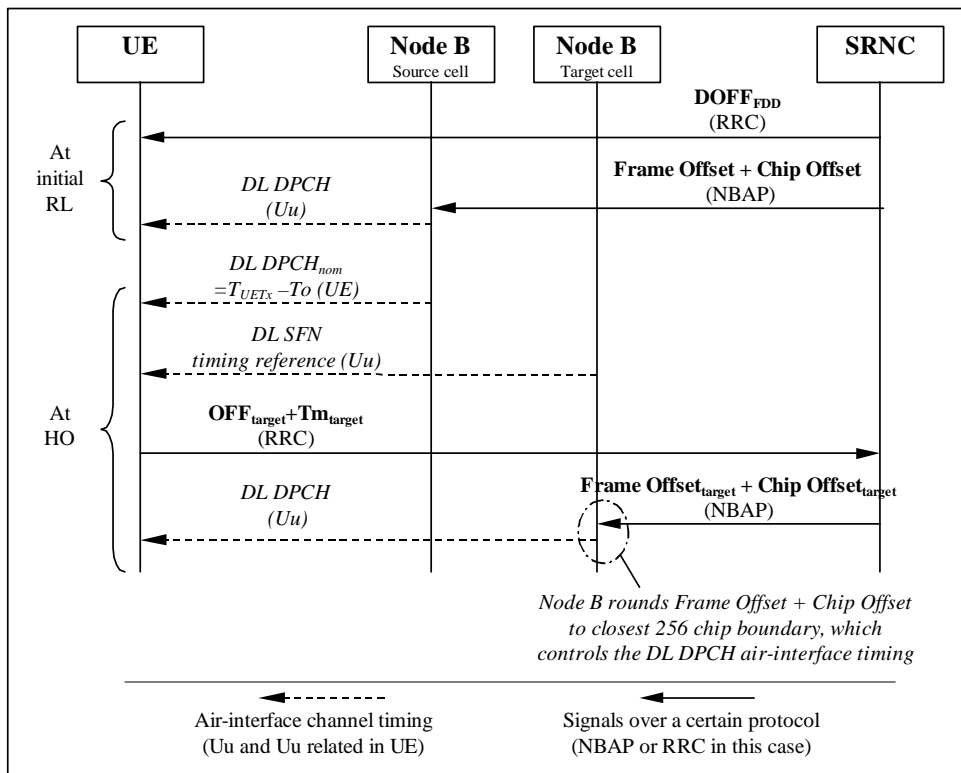 UE
Node B
Source cell
Node B
Target cell
SRNC
DOFF_FDD
(RRC)
At
initial
RL
Frame Offset + Chip Offset
(NBAP)
DL DPCH
(Uu)
DL DPCH_nom
=T_UETx –To (UE)
DL SFN
timing reference (Uu)
At
HO
OFF_target+Tm_target
(RRC)
Frame Offset_target + Chip Offset_target
(NBAP)
DL DPCH
(Uu)
Node B rounds Frame Offset + Chip Offset
to closest 256 chip boundary, which
controls the DL DPCH air-interface timing
Air-interface channel timing
(Uu and Uu related in UE)
Signals over a certain protocol
(NBAP or RRC in this case)